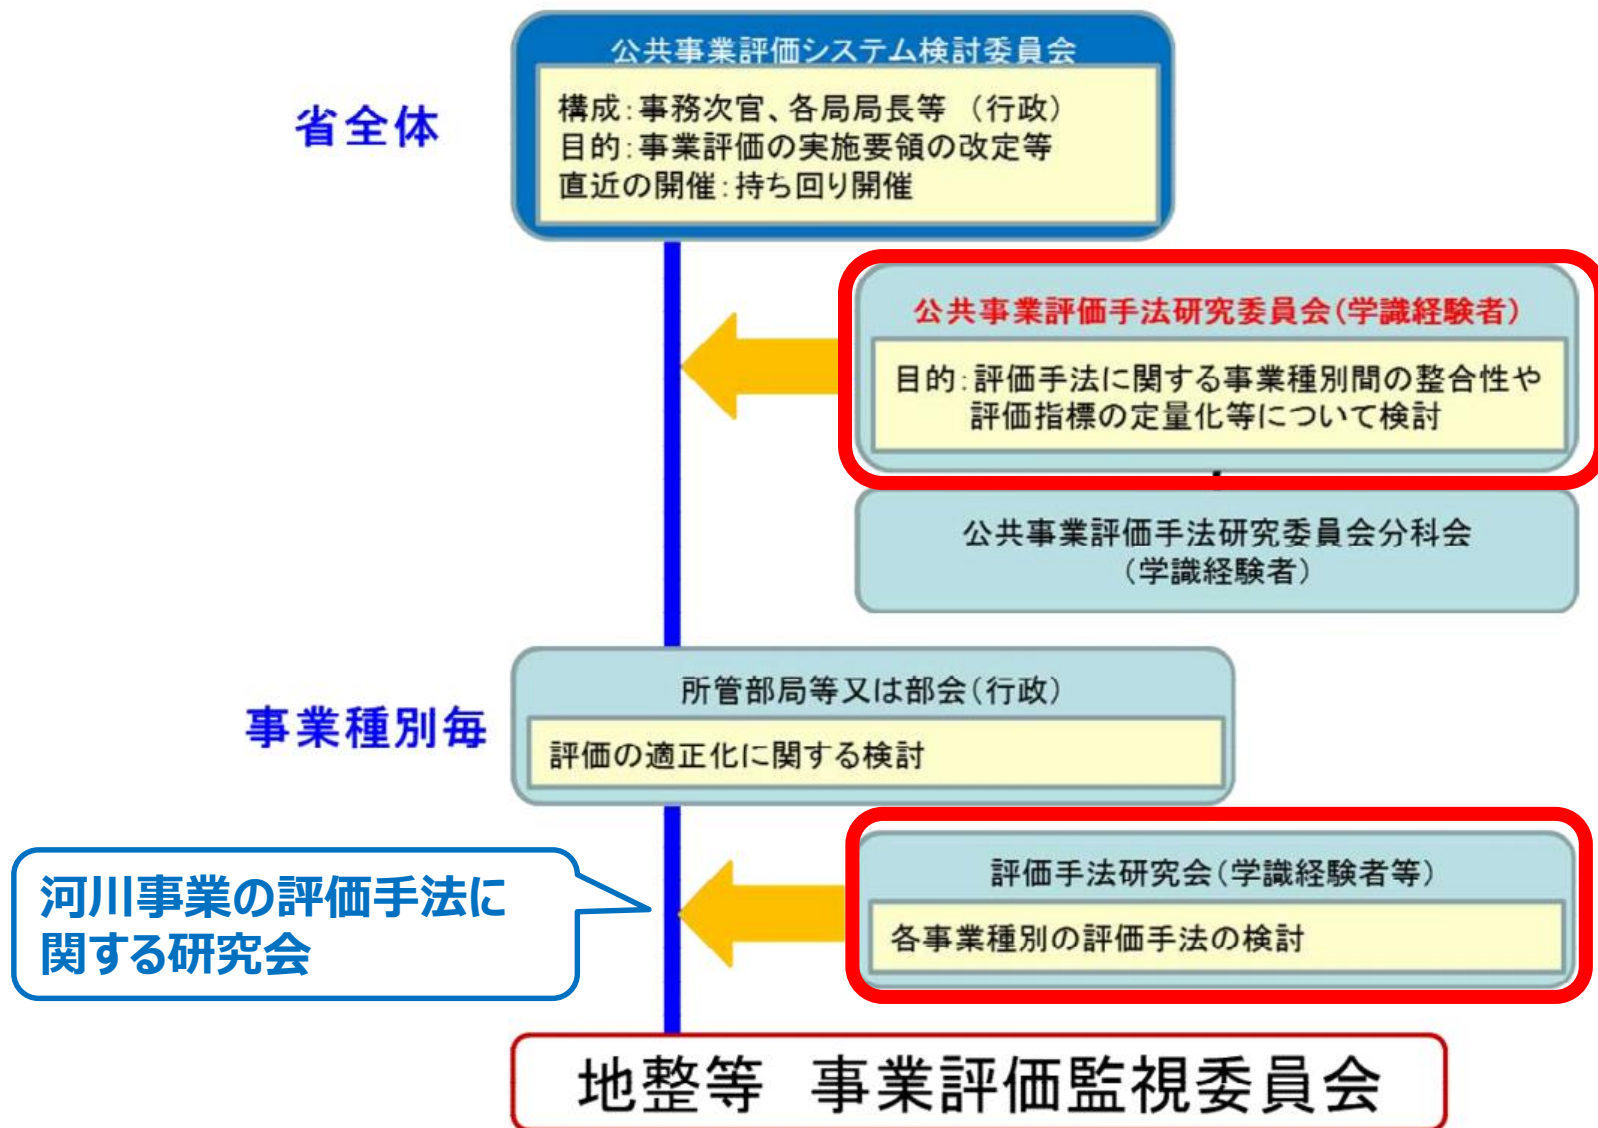 公共事業評価システム検討委員会
省全体
構成：事務次官、各局局長等 （行政）
目的：事業評価の実施要領の改定等
直近の開催：持ち回り開催
公共事業評価手法研究委員会（学識経験者）
目的：評価手法に関する事業種別間の整合性や
評価指標の定量化等について検討
公共事業評価手法研究委員会分科会
（学識経験者）
所管部局等又は部会（行政）
事業種別毎
評価の適正化に関する検討
河川事業の評価手法に
関する研究会
評価手法研究会（学識経験者等）
各事業種別の評価手法の検討
地整等　事業評価監視委員会